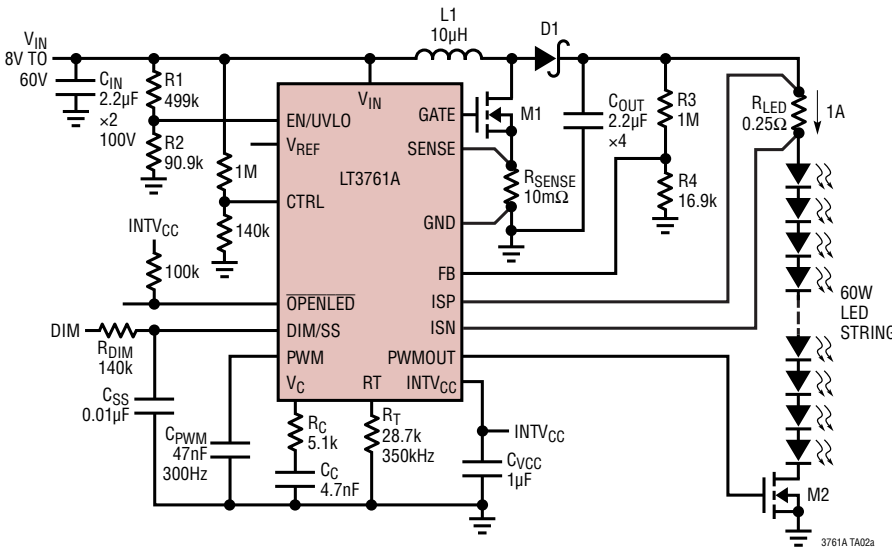 L1
10µH
D1
VIN
8V TO
60V
CIN
2.2µF
×2
100V
R1
499k
R2
90.9k
1M
140k
VIN
EN/UVLO
VREF
LT3761A
CTRL
GATE
SENSE
GND
M1
RSENSE
10mΩ
COUT
2.2µF
×4
R3
1M
R4
16.9k
RLED
0.25Ω
1A
INTVCC
100k
OPENLED
FB
ISP
ISN
60W
LED
STRING
DIM
RDIM
140k
DIM/SS
PWM
PWMOUT
VC
RT
INTVCC
CSS
0.01µF
CPWM
47nF
300Hz
RC
5.1k
CC
4.7nF
RT
28.7k
350kHz
INTVCC
CVCC
1µF
M2
3761A TA02a